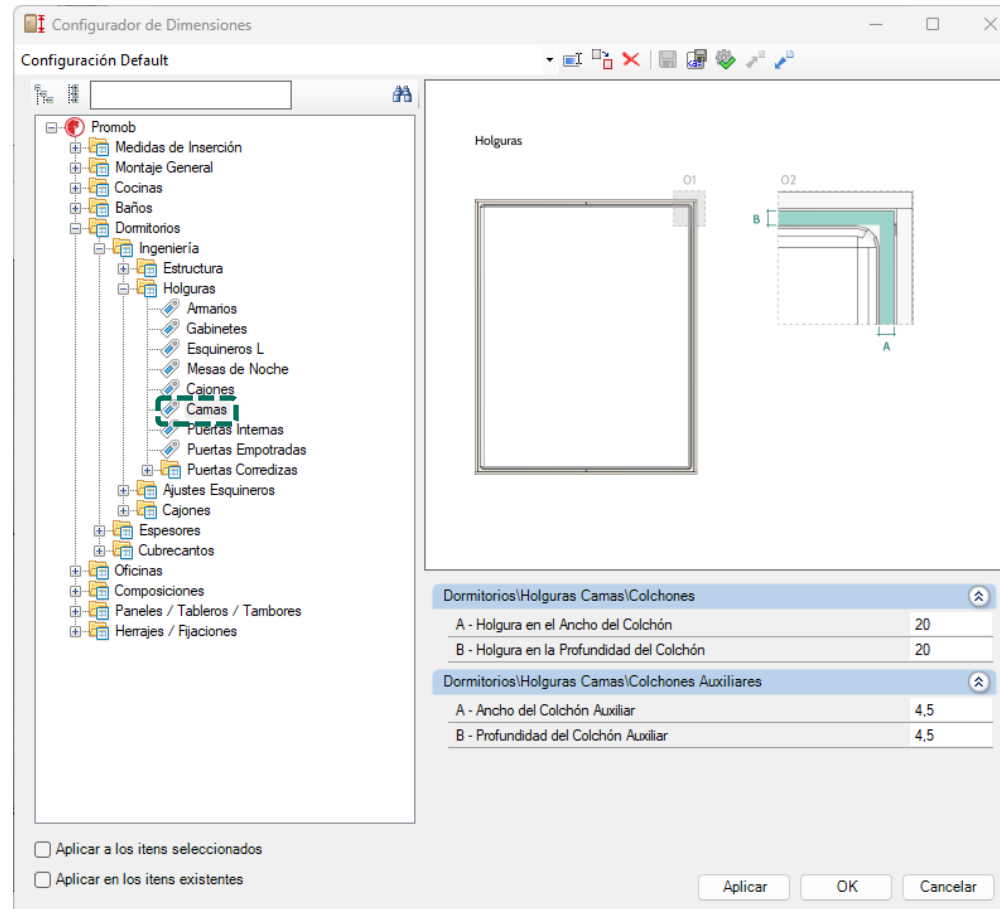 Configurador de Dimensiones
Configuración Default
Promob
Medidas de Inserción
Montaje General
Cocinas
Baños
Dormitorios
Ingeniería
Estructura
Holguras
Armarios
Gabinetes
Esquineros L
Mesas de Noche
Cajones
Camas
Puertas Internas
Puertas Empotradas
Puertas Corredizas
Ajustes Esquineros
Cajones
Espesores
Cubrecantos
Oficinas
Composiciones
Paneles / Tableros / Tambores
Herrajes / Fijaciones
Holguras
01 02
B
A
Dormitorios\Holguras Camas\Colchones
A - Holgura en el Ancho del Colchón 20
B - Holgura en la Profundidad del Colchón 20
Dormitorios\Holguras Camas\Colchones Auxiliares
A - Ancho del Colchón Auxiliar 4,5
B - Profundidad del Colchón Auxiliar 4,5
Aplicar a los itens seleccionados
Aplicar en los itens existentes
Aplicar OK Cancelar